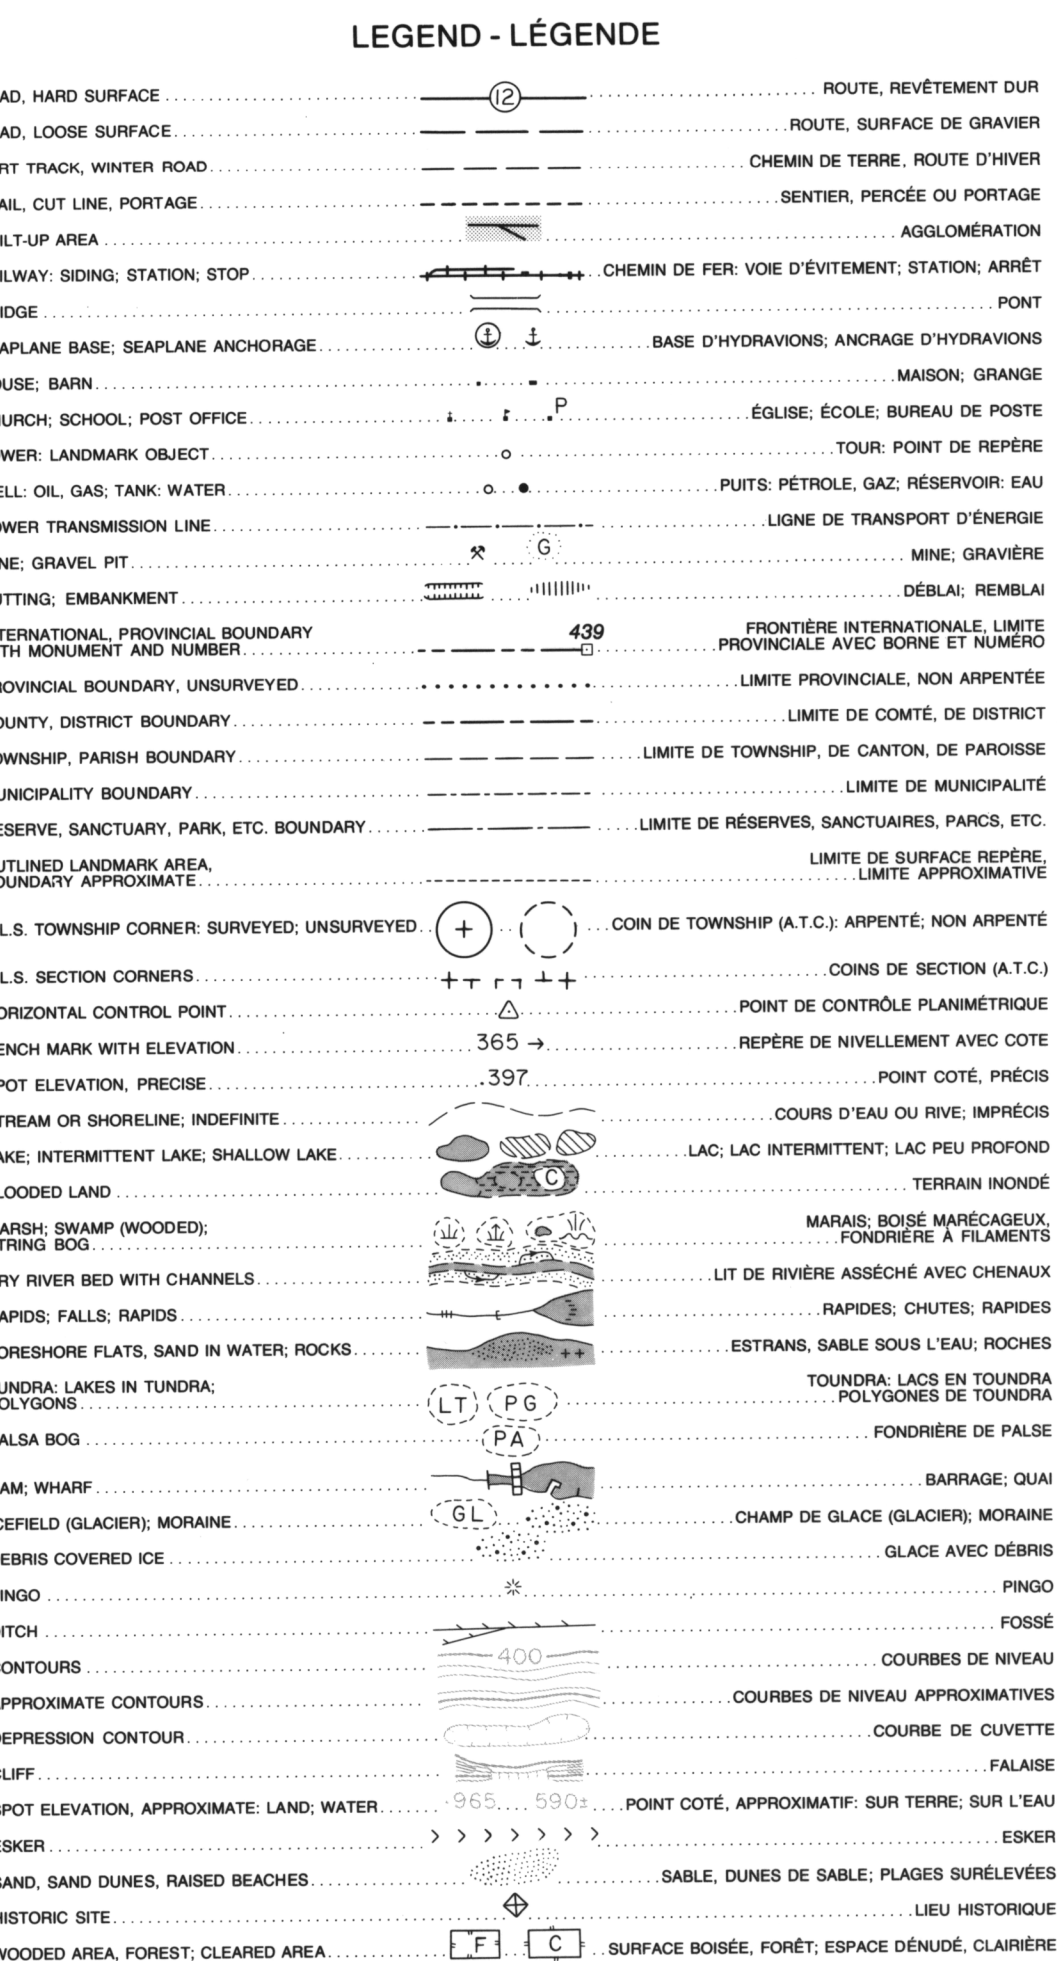 LEGEND - LÉGENDE
AD, HARD SURFACE 12 ROUTE, REVÊTEMENT DUR
AD, LOOSE SURFACE ROUTE, SURFACE DE GRAVIER
RT TRACK, WINTER ROAD CHEMIN DE TERRE, ROUTE D'HIVER
AIL, CUT LINE, PORTAGE SENTIER, PERCÉE OU PORTAGE
ILT-UP AREA AGGLOMÉRATION
ILWAY: SIDING; STATION; STOP CHEMIN DE FER: VOIE D'ÉVITEMENT; STATION; ARRÊT
IDGE PONT
APLANE BASE; SEAPLANE ANCHORAGE BASE D'HYDRAVIONS; ANCRAGE D'HYDRAVIONS
OUSE; BARN MAISON; GRANGE
HURCH; SCHOOL; POST OFFICE P ÉGLISE; ÉCOLE; BUREAU DE POSTE
OWER: LANDMARK OBJECT TOUR: POINT DE REPÈRE
ELL: OIL, GAS; TANK: WATER PUITS: PÉTROLE, GAZ; RÉSERVOIR: EAU
OWER TRANSMISSION LINE LIGNE DE TRANSPORT D'ÉNERGIE
NE; GRAVEL PIT G MINE; GRAVIÈRE
UTTING; EMBANKMENT DÉBLAI; REMBLAI
TERNATIONAL, PROVINCIAL BOUNDARY 439 FRONTIÈRE INTERNATIONALE, LIMITE
TH MONUMENT AND NUMBER PROVINCIALE AVEC BORNE ET NUMÉRO
ROVINCIAL BOUNDARY, UNSURVEYED LIMITE PROVINCIALE, NON ARPENTÉE
OUNTY, DISTRICT BOUNDARY LIMITE DE COMTÉ, DE DISTRICT
OWNSHIP, PARISH BOUNDARY LIMITE DE TOWNSHIP, DE CANTON, DE PAROISSE
UNICIPALITY BOUNDARY LIMITE DE MUNICIPALITÉ
ESERVE, SANCTUARY, PARK, ETC. BOUNDARY LIMITE DE RÉSERVES, SANCTUAIRES, PARCS, ETC.
UTLINED LANDMARK AREA, LIMITE DE SURFACE REPÈRE,
OUNDARY APPROXIMATE LIMITE APPROXIMATIVE
L.S. TOWNSHIP CORNER: SURVEYED; UNSURVEYED COIN DE TOWNSHIP (A.T.C.): ARPENTÉ; NON ARPENTÉ
L.S. SECTION CORNERS COINS DE SECTION (A.T.C.)
ORIZONTAL CONTROL POINT POINT DE CONTRÔLE PLANIMÉTRIQUE
ENCH MARK WITH ELEVATION 365 → REPÈRE DE NIVELLEMENT AVEC COTE
POT ELEVATION, PRECISE .397 POINT COTÉ, PRÉCIS
TREAM OR SHORELINE; INDEFINITE COURS D'EAU OU RIVE; IMPRÉCIS
AKE; INTERMITTENT LAKE; SHALLOW LAKE LAC; LAC INTERMITTENT; LAC PEU PROFOND
LOODED LAND C TERRAIN INONDÉ
ARSH; SWAMP (WOODED); MARAIS; BOISÉ MARÉCAGEUX,
TRING BOG FONDRIÈRE À FILAMENTS
RY RIVER BED WITH CHANNELS LIT DE RIVIÈRE ASSÉCHÉ AVEC CHENAUX
APIDS; FALLS; RAPIDS RAPIDES; CHUTES; RAPIDES
ORESHORE FLATS, SAND IN WATER; ROCKS ESTRANS, SABLE SOUS L'EAU; ROCHES
UNDRA: LAKES IN TUNDRA; TOUNDRA: LACS EN TOUNDRA
OLYGONS LT PG POLYGONES DE TOUNDRA
ALSA BOG PA FONDRIÈRE DE PALSE
AM; WHARF BARRAGE; QUAI
CEFIELD (GLACIER); MORAINE GL CHAMP DE GLACE (GLACIER); MORAINE
EBRIS COVERED ICE GLACE AVEC DÉBRIS
INGO PINGO
ITCH FOSSÉ
ONTOURS 400 COURBES DE NIVEAU
PPROXIMATE CONTOURS COURBES DE NIVEAU APPROXIMATIVES
EPRESSION CONTOUR COURBE DE CUVETTE
CLIFF FALAISE
SPOT ELEVATION, APPROXIMATE: LAND; WATER .965 590± POINT COTÉ, APPROXIMATIF: SUR TERRE; SUR L'EAU
ESKER ESKER
SAND, SAND DUNES, RAISED BEACHES SABLE, DUNES DE SABLE; PLAGES SURÉLEVÉES
HISTORIC SITE LIEU HISTORIQUE
WOODED AREA, FOREST; CLEARED AREA F C SURFACE BOISÉE, FORÊT; ESPACE DÉNUDÉ, CLAIRIÈRE